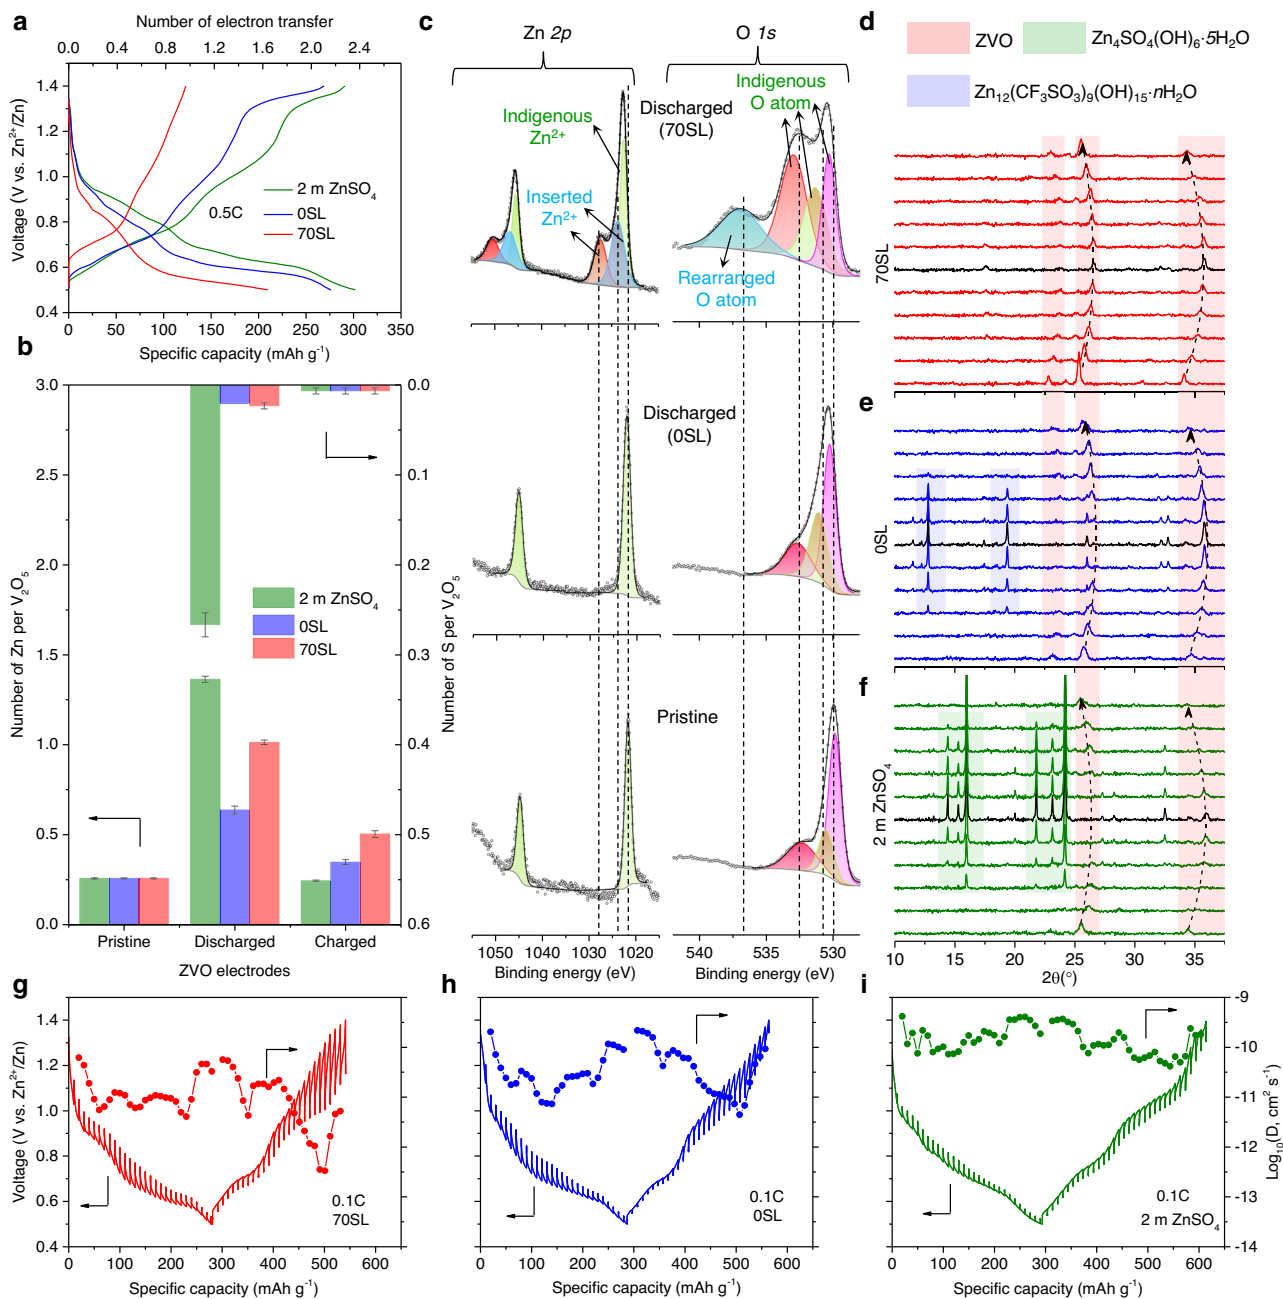 a
Number of electron transfer
0.0 0.4 0.8 1.2 1.6 2.0 2.4
1.4
1.2
1.0
0.8
0.6
0.4
Voltage (V vs. Zn²⁺/Zn)
2 m ZnSO₄
0.5C
0SL
70SL
0 50 100 150 200 250 300 350
Specific capacity (mAh g⁻¹)
b
3.0
2.5
2.0
1.5
1.0
0.5
0.0
Number of Zn per V₂O₅
0.0
0.1
0.2
0.3
0.4
0.5
0.6
Number of S per V₂O₅
2 m ZnSO₄
0SL
70SL
Pristine Discharged Charged
ZVO electrodes
c
Zn 2p
O 1s
Indigenous
Zn²⁺
Inserted
Zn²⁺
Discharged
(70SL)
Indigenous
O atom
Rearranged
O atom
Discharged
(0SL)
Pristine
1050 1040 1030 1020
Binding energy (eV)
540 535 530
Binding energy (eV)
d
ZVO
Zn₄SO₄(OH)₆·5H₂O
Zn₁₂(CF₃SO₃)₉(OH)₁₅·nH₂O
70SL
e
0SL
f
2 m ZnSO₄
10 15 20 25 30 35
2θ(°)
g
1.4
1.2
1.0
0.8
0.6
0.4
Voltage (V vs. Zn²⁺/Zn)
0.1C
70SL
0 100 200 300 400 500 600
Specific capacity (mAh g⁻¹)
h
0.1C
0SL
0 100 200 300 400 500 600
Specific capacity (mAh g⁻¹)
i
-9
-10
-11
-12
-13
-14
Log₁₀(D, cm² s⁻¹)
0.1C
2 m ZnSO₄
0 100 200 300 400 500 600
Specific capacity (mAh g⁻¹)